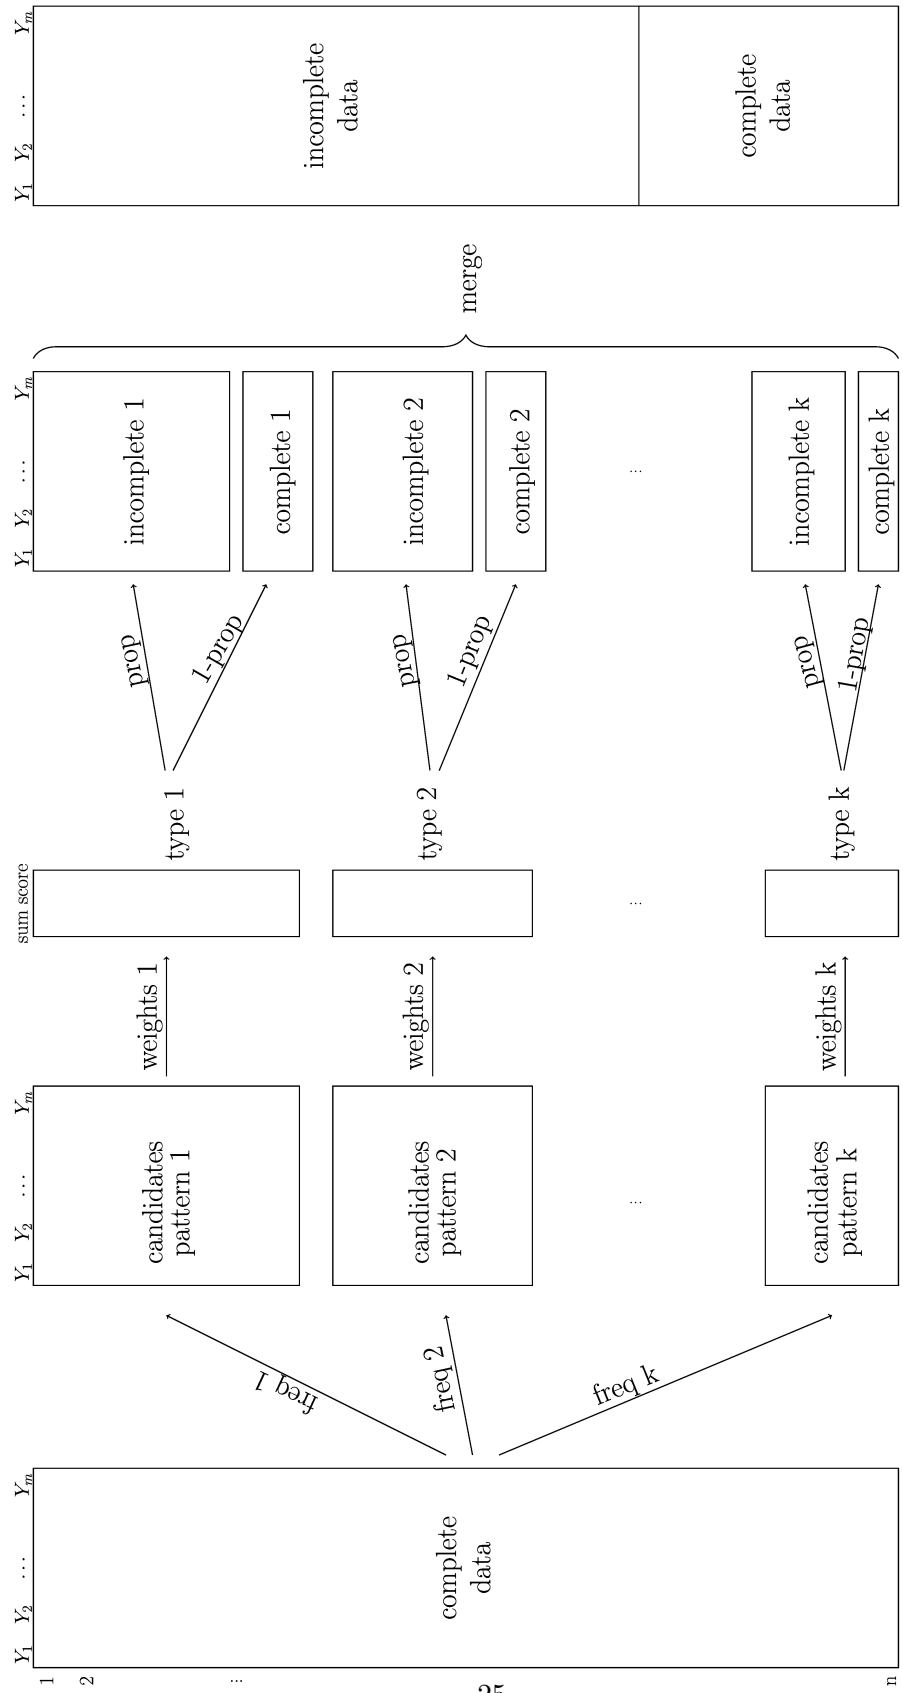 Y1 Y2 ... Ym
1
2
...
n
complete
data
freq 1
freq 2
freq k
Y1 Y2 ... Ym
candidates
pattern 1
candidates
pattern 2
...
candidates
pattern k
weights 1
weights 2
weights k
sum score
...
type 1
type 2
type k
prop
1-prop
prop
1-prop
prop
1-prop
Y1 Y2 ... Ym
incomplete 1
complete 1
incomplete 2
complete 2
...
incomplete k
complete k
merge
Y1 Y2 ... Ym
incomplete
data
complete
data